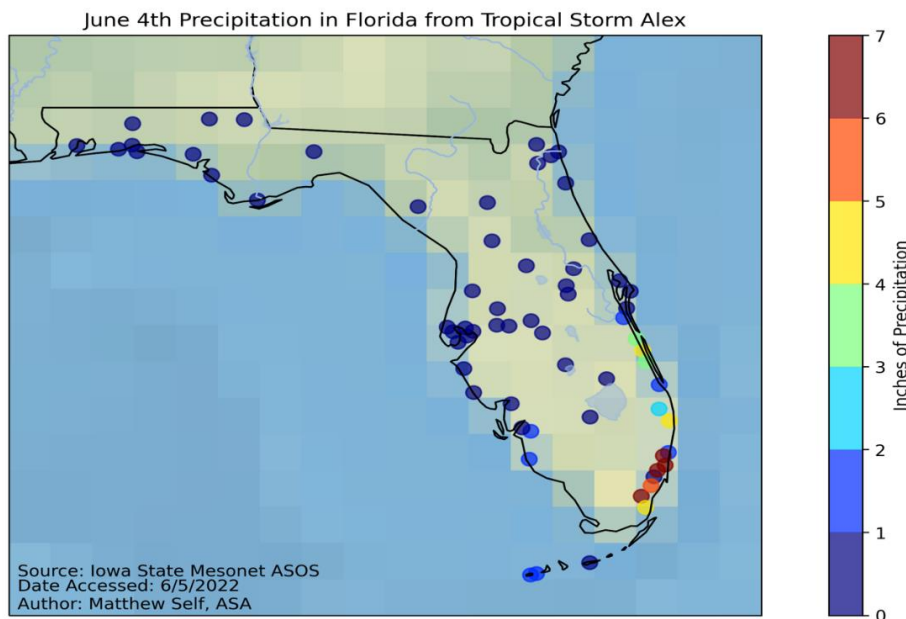 June 4th Precipitation in Florida from Tropical Storm Alex
7
6
5
4
3
2
1
0
Inches of Precipitation
Source: Iowa State Mesonet ASOS
Date Accessed: 6/5/2022
Author: Matthew Self, ASA